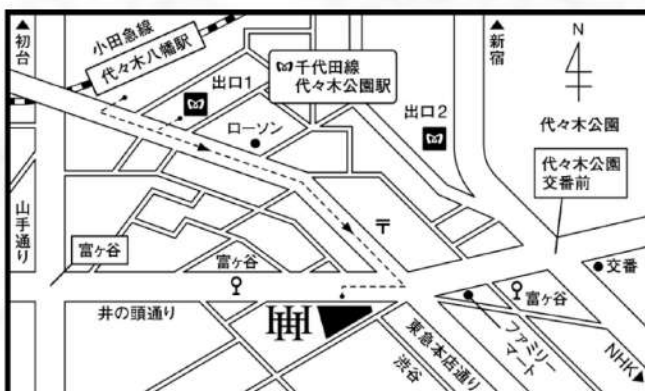 ▲初台
小田急線
代々木八幡駅
出口1
千代田線
代々木公園駅
▲新宿
N
ローソン
出口2
代々木公園
代々木公園
交番前
山手通り
富ヶ谷
富ヶ谷
〒
交番
井の頭通り
HH
東急本店通り
渋谷
ファミリー
マート
富ヶ谷
NHK▲